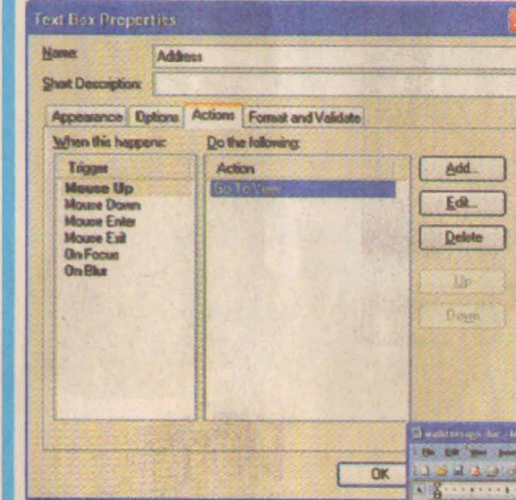 Text Box Properties
Name: Address
Short Description:
Appearance Options Actions Format and Validate
When this happens: Do the following:
Trigger Action Add...
Mouse Up Go To View Edit...
Mouse Down
Mouse Enter Delete
Mouse Exit
On Focus Up
On Blur
Down
OK